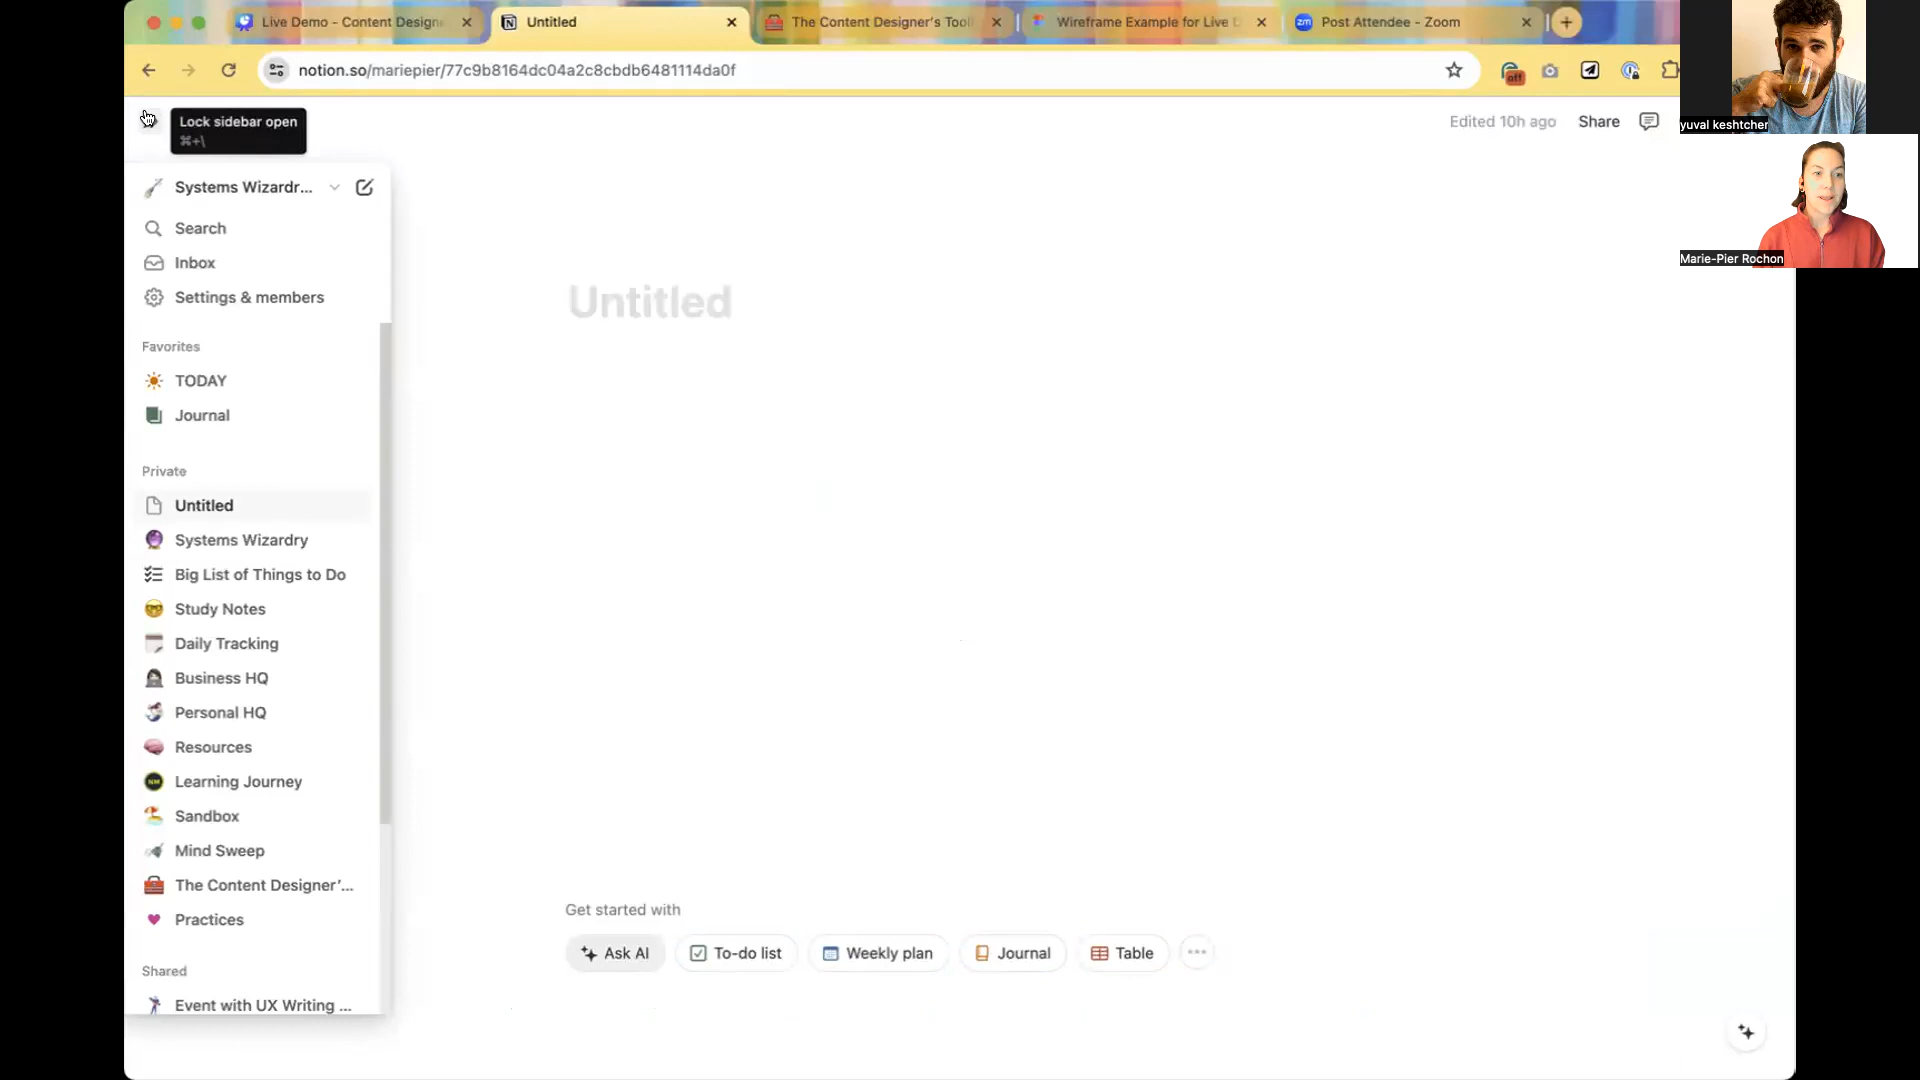 Live Demo - Content Designe
Untitled
The Content Designer's Tool
Wireframe Example for Live D
zm
Post Attendee - Zoom
notion.so/mariepier/77c9b8164dc04a2c8cbdb6481114da0f
off
yuval keshtcher
Marie-Pier Rochon
Lock sidebar open
⌘+\
Edited 10h ago
Share
Systems Wizardr...
Search
Inbox
Settings & members
Favorites
TODAY
Journal
Private
Untitled
Systems Wizardry
Big List of Things to Do
Study Notes
Daily Tracking
Business HQ
Personal HQ
Resources
Learning Journey
Sandbox
Mind Sweep
The Content Designer'...
Practices
Shared
Event with UX Writing ...
Untitled
Get started with
Ask AI
To-do list
Weekly plan
Journal
Table